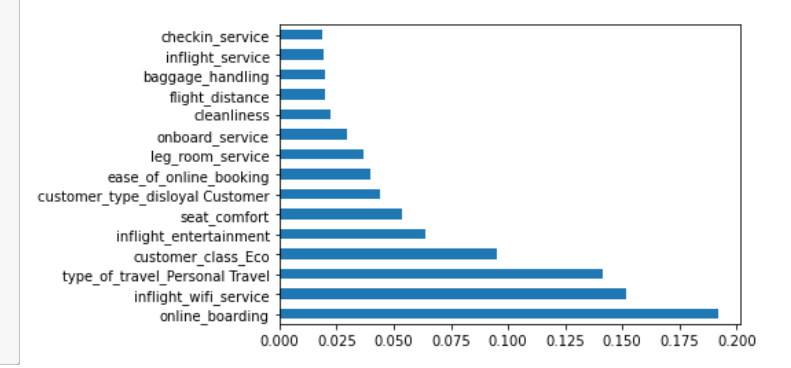 checkin_service
inflight_service
baggage_handling
flight_distance
cleanliness
onboard_service
leg_room_service
ease_of_online_booking
customer_type_disloyal Customer
seat_comfort
inflight_entertainment
customer_class_Eco
type_of_travel_Personal Travel
inflight_wifi_service
online_boarding
0.000 0.025 0.050 0.075 0.100 0.125 0.150 0.175 0.200